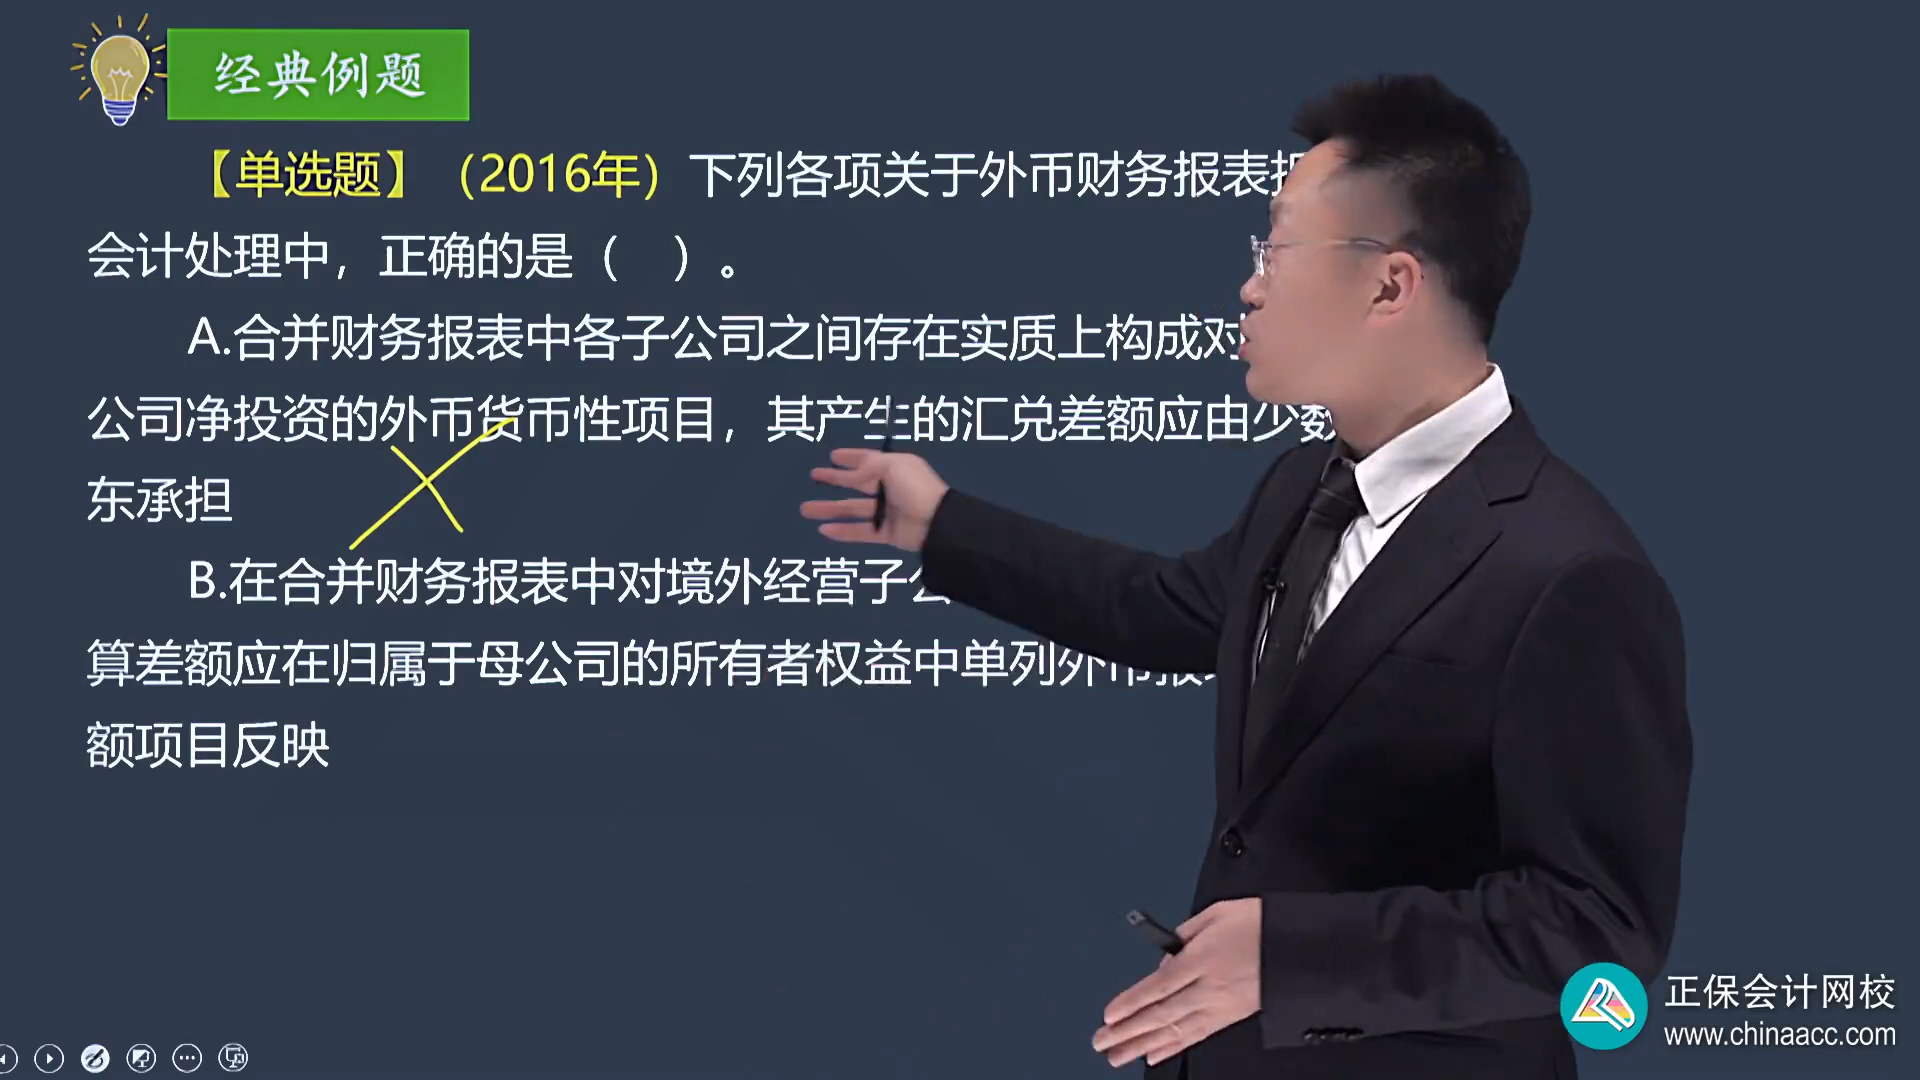 经典例题
【单选题】（2016年）下列各项关于外币财务报表
会计处理中，正确的是（ ）。
A.合并财务报表中各子公司之间存在实质上构成对
公司净投资的外币货币性项目，其产生的汇兑差额应由少数
东承担
B.在合并财务报表中对境外经营子
算差额应在归属于母公司的所有者权益中单列外币报
额项目反映
正保会计网校
www.chinaacc.com